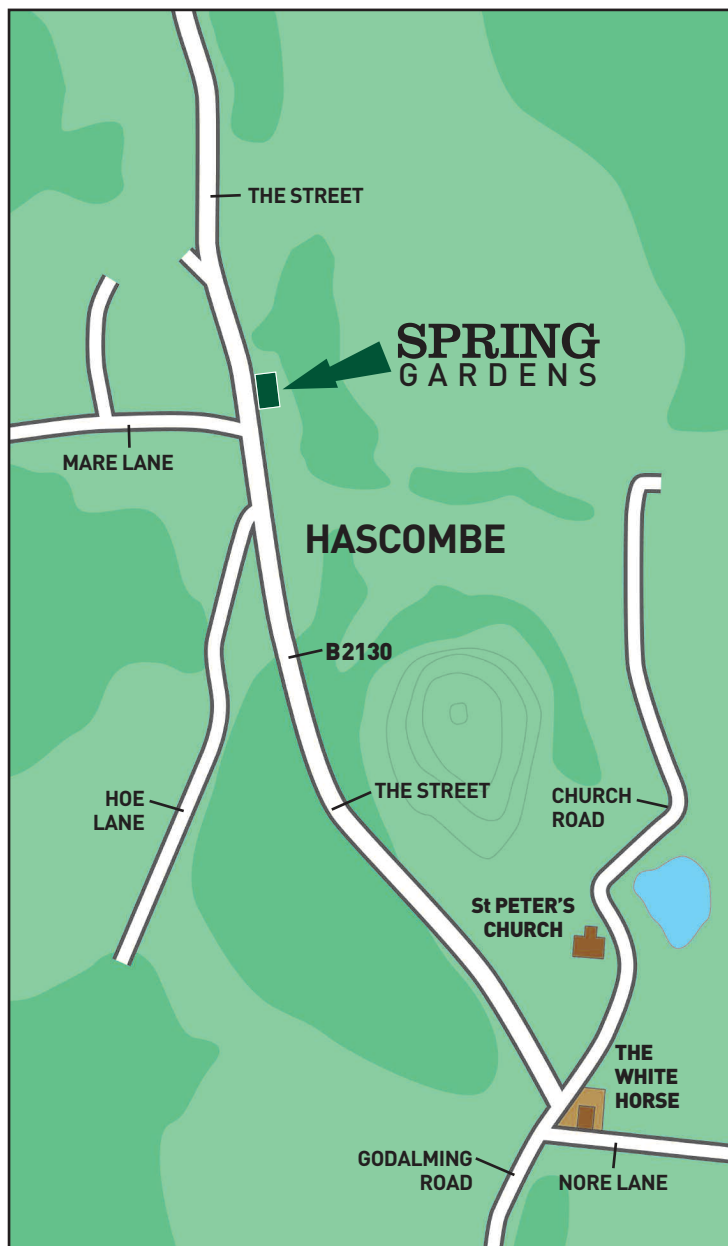 THE STREET
SPRING
GARDENS
MARE LANE
HASCOMBE
B2130
THE STREET
HOE
LANE
CHURCH
ROAD
St PETER'S
CHURCH
THE
WHITE
HORSE
GODALMING
ROAD
NORE LANE